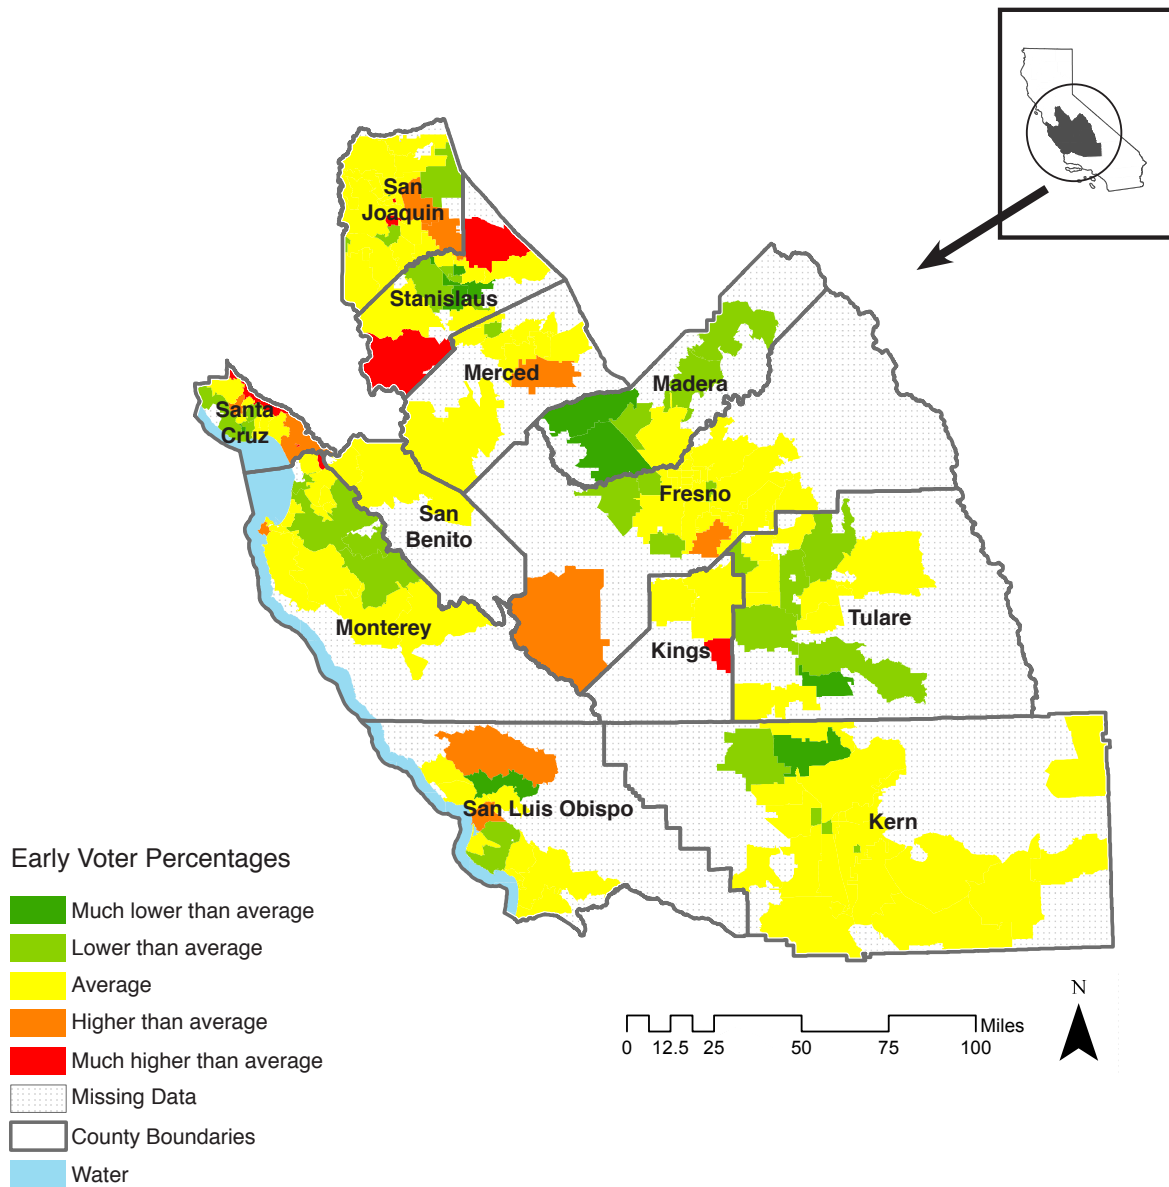 San
Joaquin
Stanislaus
Merced
Madera
Santa
Cruz
Fresno
San
Benito
Tulare
Monterey
Kings
San Luis Obispo
Kern
Early Voter Percentages
Much lower than average
Lower than average
Average
Higher than average
Much higher than average
Missing Data
County Boundaries
Water
N
Miles
0 12.5 25 50 75 100